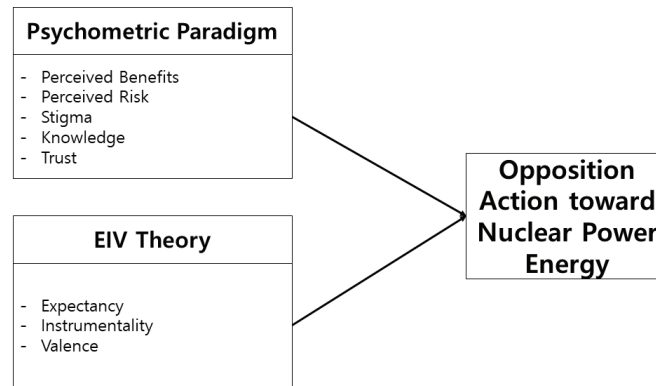 Psychometric Paradigm
- Perceived Benefits
- Perceived Risk
- Stigma
- Knowledge
- Trust
EIV Theory
- Expectancy
- Instrumentality
- Valence
Opposition
Action toward
Nuclear Power
Energy